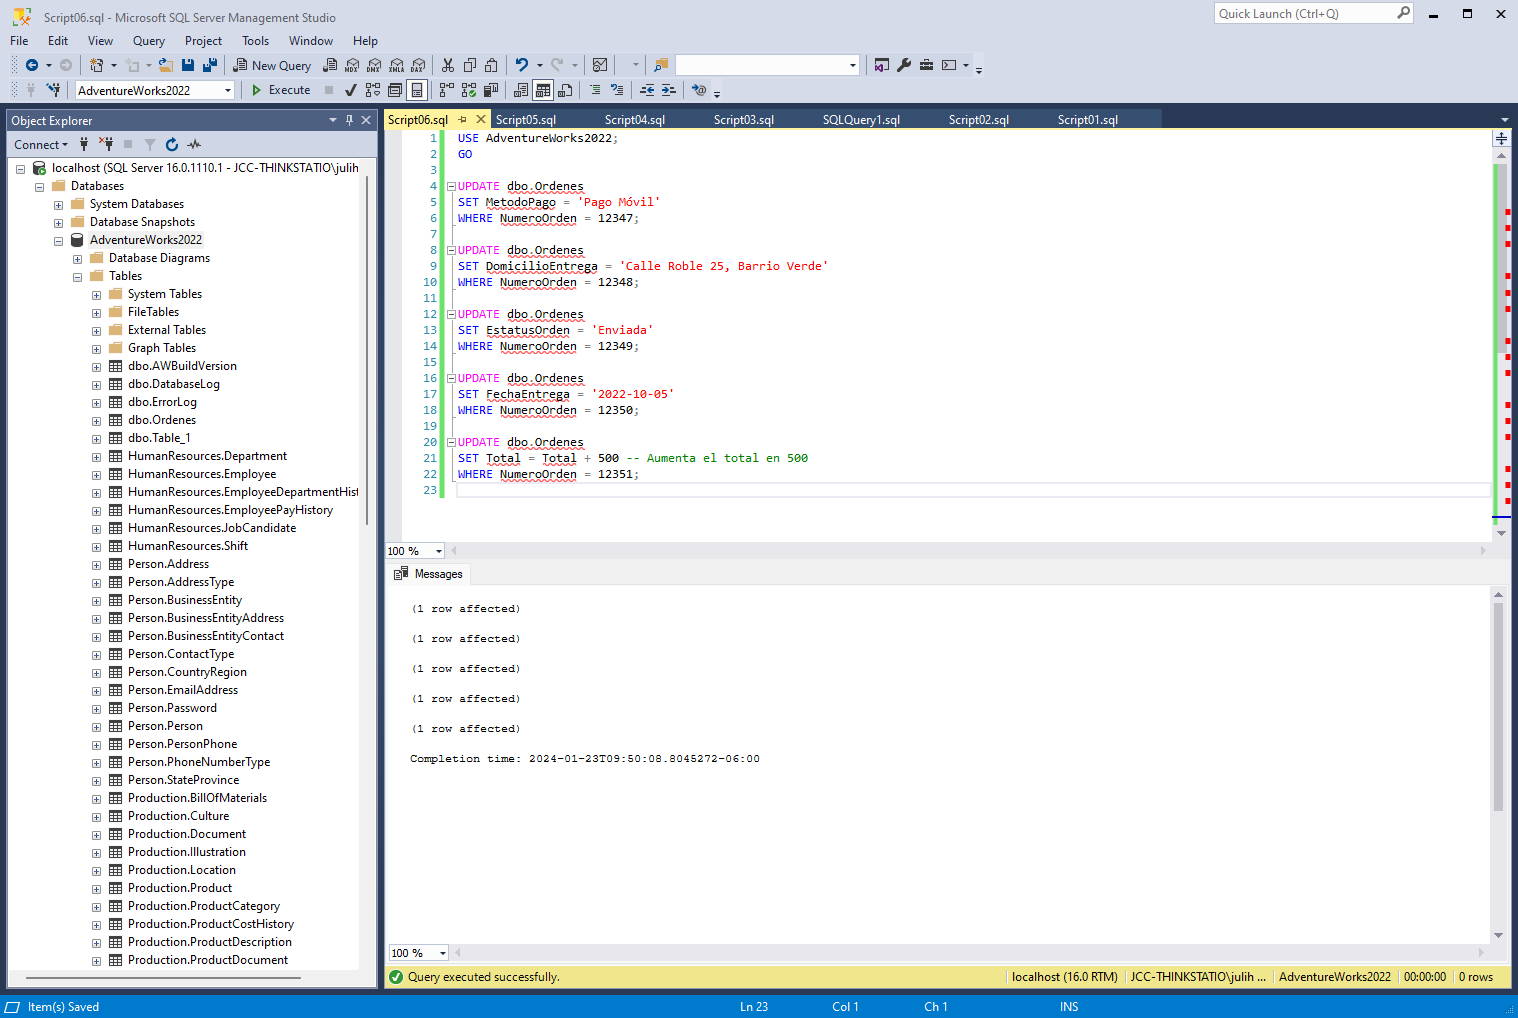 Script06.sql - Microsoft SQL Server Management Studio
Quick Launch (Ctrl+Q)
File Edit View Query Project Tools Window Help
New Query MDX DMX XMLA DAX
AdventureWorks2022 Execute
Object Explorer
Connect
localhost (SQL Server 16.0.1110.1 - JCC-THINKSTATIO\julih
Databases
System Databases
Database Snapshots
AdventureWorks2022
Database Diagrams
Tables
System Tables
FileTables
External Tables
Graph Tables
dbo.AWBuildVersion
dbo.DatabaseLog
dbo.ErrorLog
dbo.Ordenes
dbo.Table_1
HumanResources.Department
HumanResources.Employee
HumanResources.EmployeeDepartmentHist
HumanResources.EmployeePayHistory
HumanResources.JobCandidate
HumanResources.Shift
Person.Address
Person.AddressType
Person.BusinessEntity
Person.BusinessEntityAddress
Person.BusinessEntityContact
Person.ContactType
Person.CountryRegion
Person.EmailAddress
Person.Password
Person.Person
Person.PersonPhone
Person.PhoneNumberType
Person.StateProvince
Production.BillOfMaterials
Production.Culture
Production.Document
Production.Illustration
Production.Location
Production.Product
Production.ProductCategory
Production.ProductCostHistory
Production.ProductDescription
Production.ProductDocument
Script06.sql Script05.sql Script04.sql Script03.sql SQLQuery1.sql Script02.sql Script01.sql
1 USE AdventureWorks2022;
2 GO
3
4 UPDATE dbo.Ordenes
5 SET MetodoPago = 'Pago Móvil'
6 WHERE NumeroOrden = 12347;
7
8 UPDATE dbo.Ordenes
9 SET DomicilioEntrega = 'Calle Roble 25, Barrio Verde'
10 WHERE NumeroOrden = 12348;
11
12 UPDATE dbo.Ordenes
13 SET EstatusOrden = 'Enviada'
14 WHERE NumeroOrden = 12349;
15
16 UPDATE dbo.Ordenes
17 SET FechaEntrega = '2022-10-05'
18 WHERE NumeroOrden = 12350;
19
20 UPDATE dbo.Ordenes
21 SET Total = Total + 500 -- Aumenta el total en 500
22 WHERE NumeroOrden = 12351;
23
100 %
Messages
(1 row affected)
(1 row affected)
(1 row affected)
(1 row affected)
(1 row affected)
Completion time: 2024-01-23T09:50:08.8045272-06:00
100 %
Query executed successfully. localhost (16.0 RTM) JCC-THINKSTATIO\julih ... AdventureWorks2022 00:00:00 0 rows
Item(s) Saved Ln 23 Col 1 Ch 1 INS